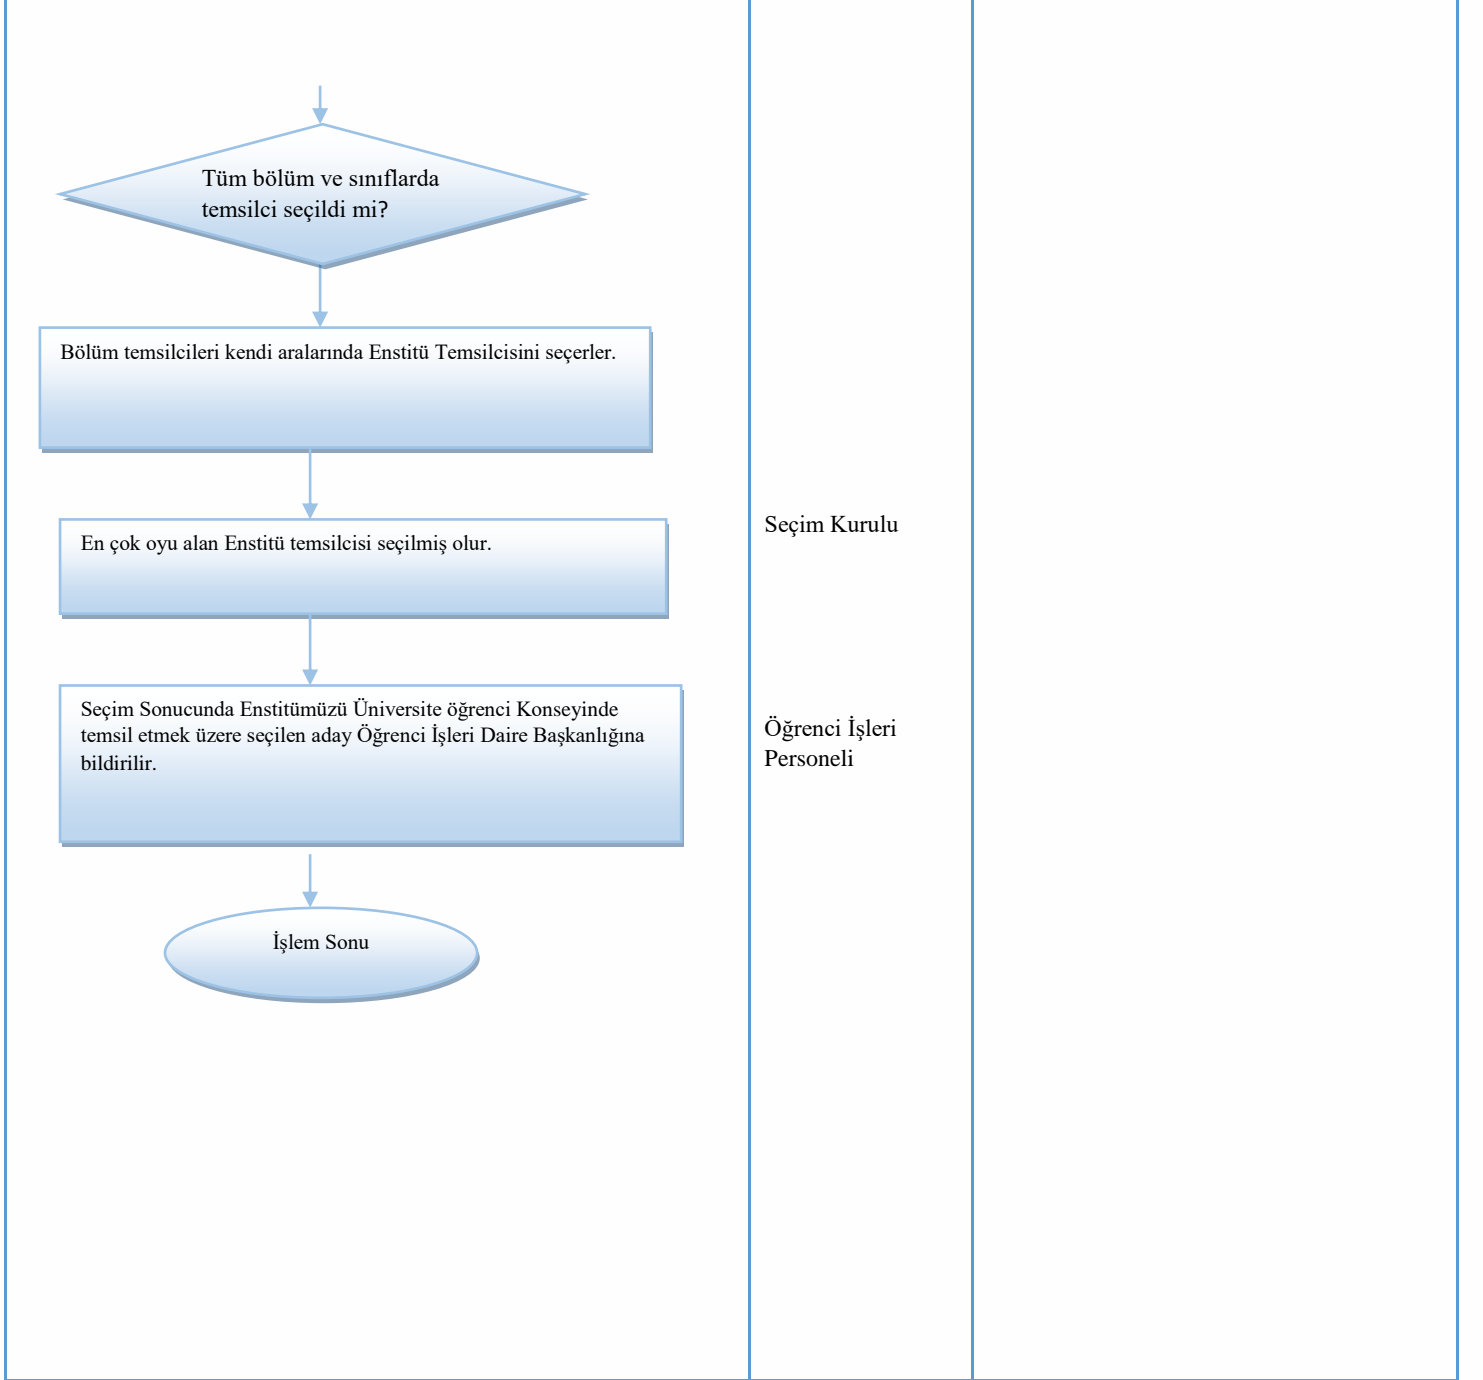 Tüm bölüm ve sınıflarda
temsilci seçildi mi?
Bölüm temsilcileri kendi aralarında Enstitü Temsilcisini seçerler.
En çok oyu alan Enstitü temsilcisi seçilmiş olur.
Seçim Kurulu
Seçim Sonucunda Enstitümüzü Üniversite öğrenci Konseyinde
temsil etmek üzere seçilen aday Öğrenci İşleri Daire Başkanlığına
bildirilir.
Öğrenci İşleri
Personeli
İşlem Sonu